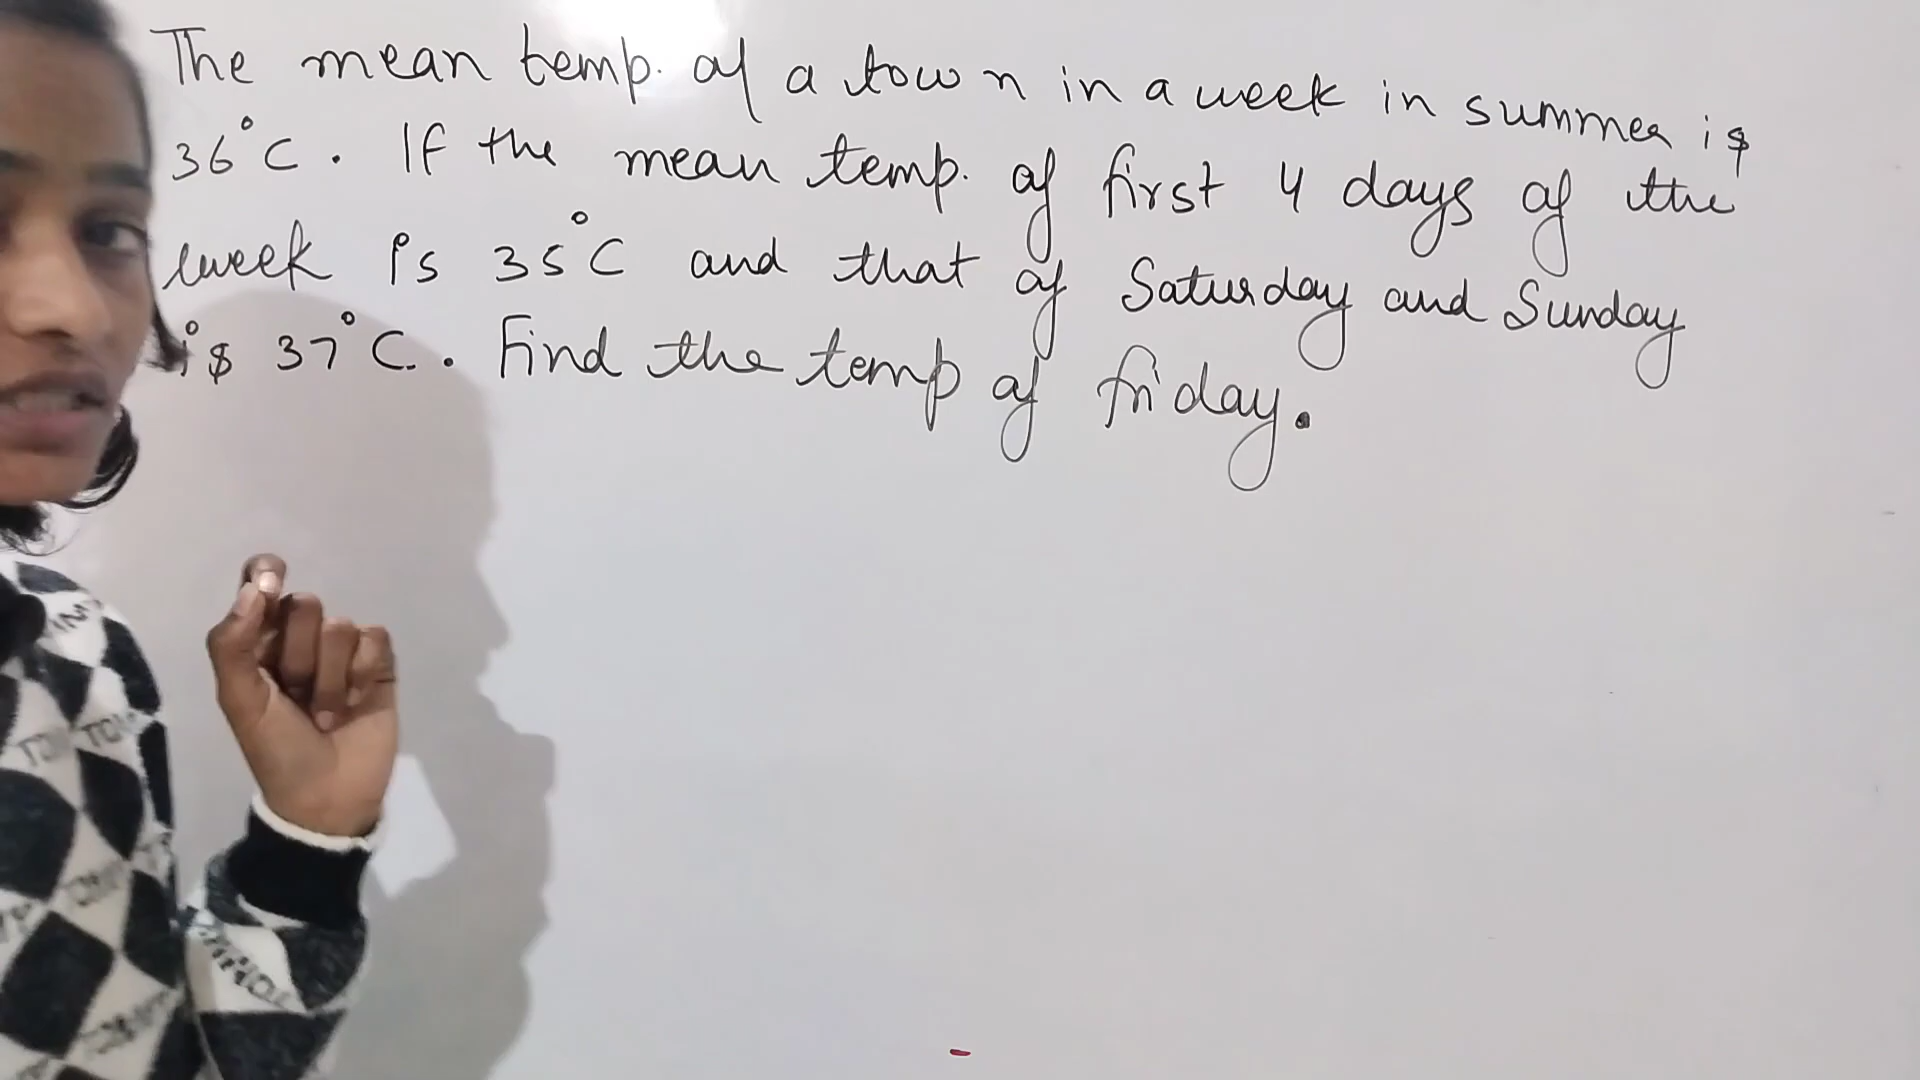 The mean temp. of a town in a week in summer is
36°C. If the mean temp. of first 4 days of the
week is 35°C and that of Saturday and Sunday
is 37°C. Find the temp of friday.